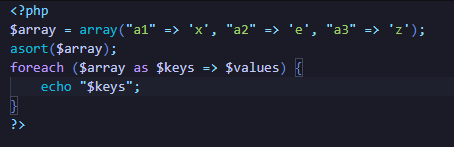 <?php
$array = array("a1" => 'x', "a2" => 'e', "a3" => 'z');
asort($array);
foreach ($array as $keys => $values) {
    echo "$keys";
}
?>